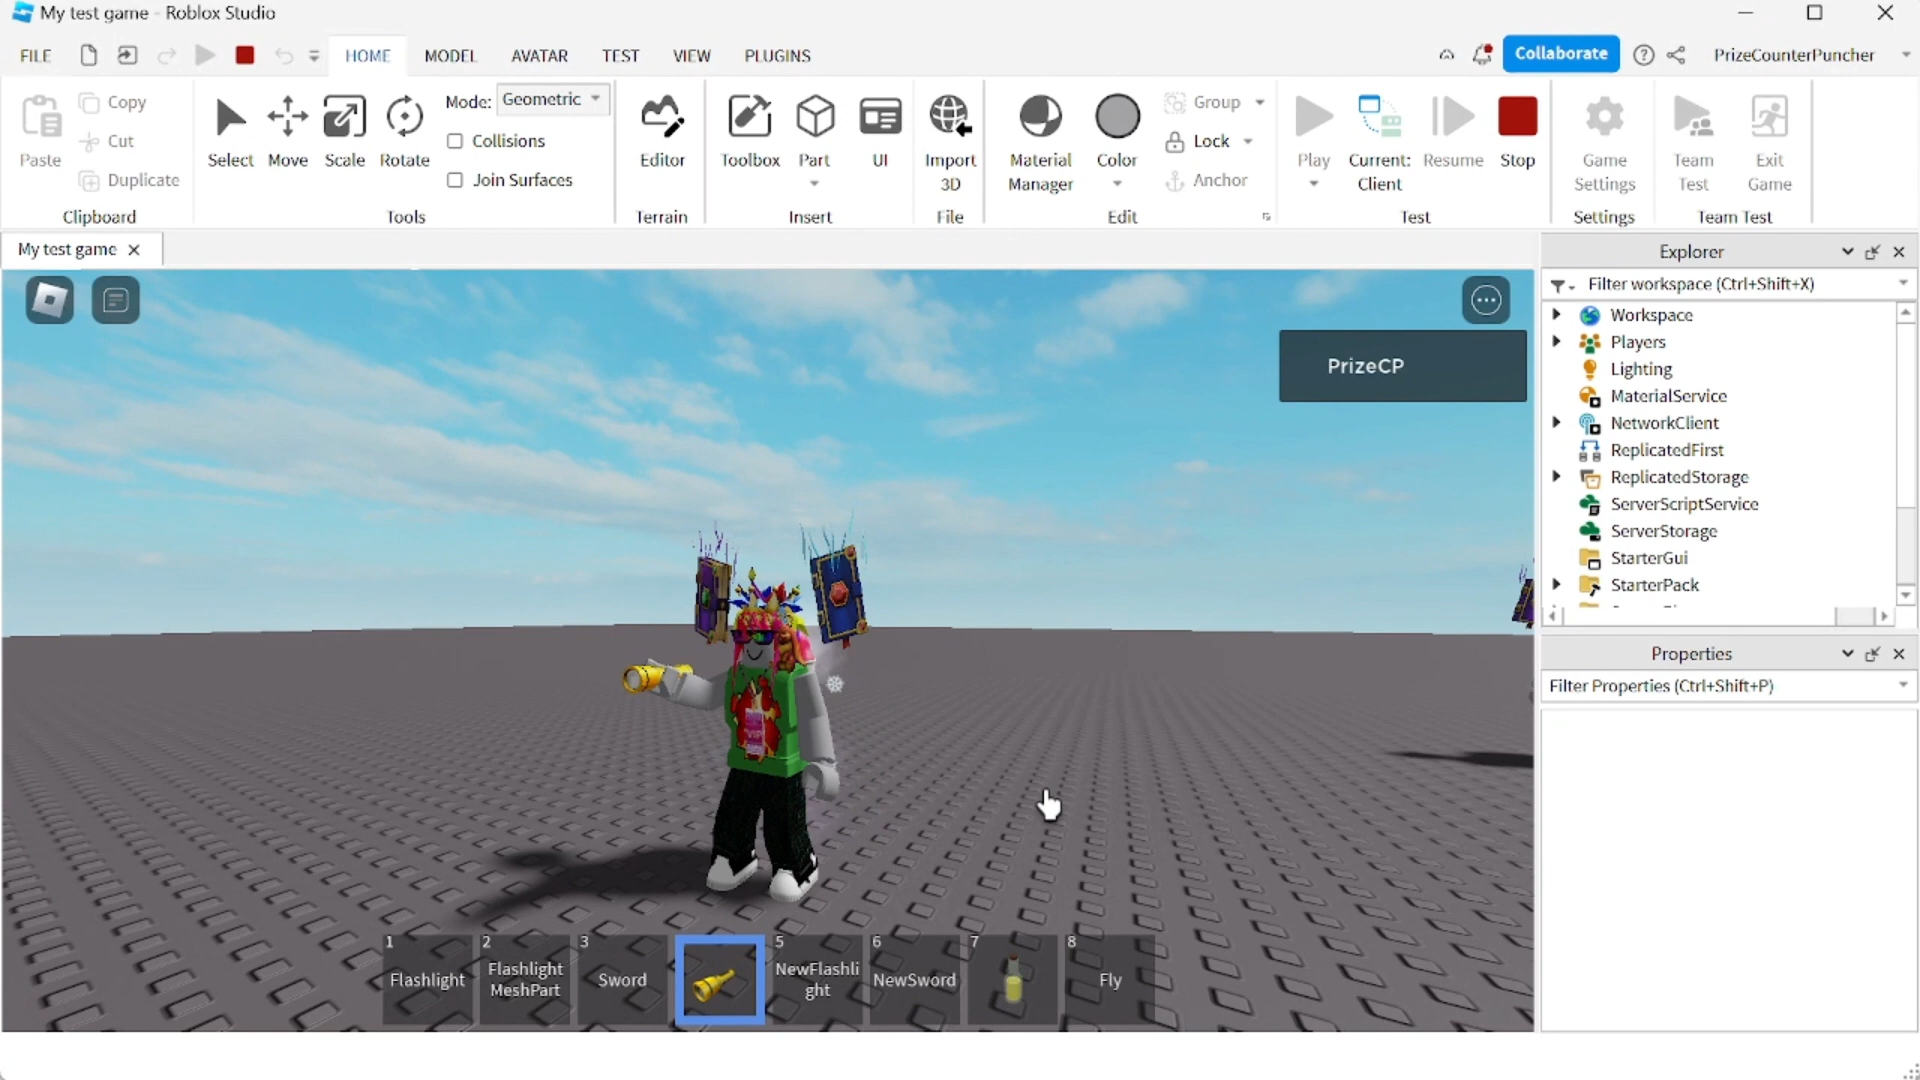 My test game - Roblox Studio
FILE HOME MODEL AVATAR TEST VIEW PLUGINS Collaborate PrizeCounterPuncher
Paste Copy Cut Duplicate
Clipboard
Select Move Scale Rotate
Mode: Geometric
Collisions
Join Surfaces
Tools
Editor
Terrain
Toolbox Part UI
Insert
Import
3D
File
Material
Manager
Color
Group
Lock
Anchor
Edit
Play
Current:
Client
Resume
Stop
Test
Game
Settings
Settings
Team
Test
Exit
Game
Team Test
My test game
PrizeCP
VIP
1
Flashlight
2
Flashlight
MeshPart
3
Sword
5
NewFlashli
ght
6
NewSword
7
8
Fly
Explorer
Filter workspace (Ctrl+Shift+X)
Workspace
Players
Lighting
MaterialService
NetworkClient
ReplicatedFirst
ReplicatedStorage
ServerScriptService
ServerStorage
StarterGui
StarterPack
Properties
Filter Properties (Ctrl+Shift+P)